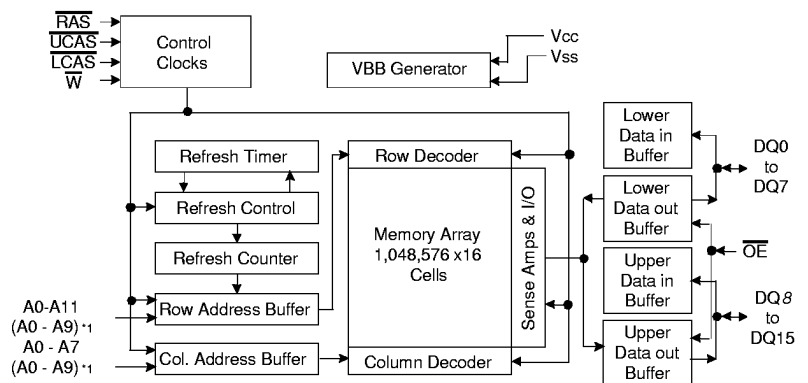 RAS
UCAS
LCAS
W
Control
Clocks
VBB Generator
Vcc
Vss
Refresh Timer
Refresh Control
Refresh Counter
Row Address Buffer
Col. Address Buffer
A0-A11
(A0 - A9)*1
A0 - A7
(A0 - A9)*1
Row Decoder
Memory Array
1,048,576 x16
Cells
Column Decoder
Sense Amps & I/O
Lower
Data in
Buffer
Lower
Data out
Buffer
Upper
Data in
Buffer
Upper
Data out
Buffer
DQ0
to
DQ7
OE
DQ8
to
DQ15